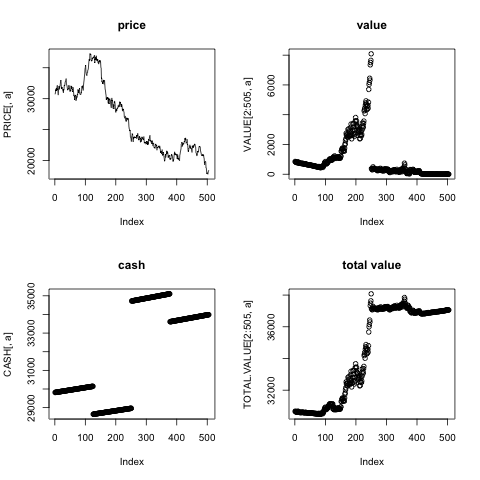 price
PRICE[, a]
20000 30000
0 100 200 300 400 500
Index
value
VALUE[2:505, a]
0 2000 6000
0 100 200 300 400 500
Index
cash
CASH[, a]
29000 31000 33000 35000
0 100 200 300 400 500
Index
total value
TOTAL.VALUE[2:505, a]
32000 36000
0 100 200 300 400 500
Index